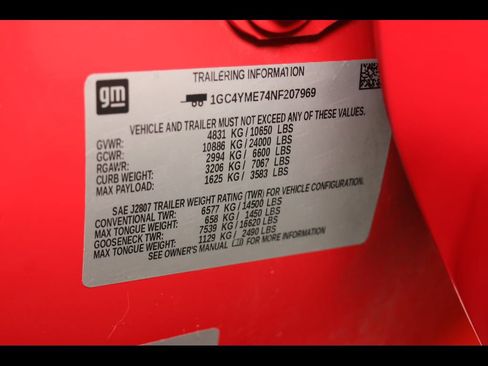 gm
TRAILERING INFORMATION
1GC4YME74NF207969
VEHICLE AND TRAILER MUST NOT EXCEED ANY OF THESE VALUES.
GVWR: 4831 KG/ 10650 LBS
GCWR: 10886 KG/ 24000 LBS
RGAWR: 2994 KG/ 6600 LBS
CURB WEIGHT: 3206 KG/ 7067 LBS
MAX PAYLOAD: 1625 KG/ 3583 LBS
SAE J2807 TRAILER WEIGHT RATING (TWR) FOR VEHICLE CONFIGURATION.
CONVENTIONAL TWR: 6577 KG/ 14500 LBS
MAX TONGUE WEIGHT: 658 KG/ 1450 LBS
GOOSENECK TWR: 7539 KG/ 16620 LBS
MAX TONGUE WEIGHT: 1129 KG/ 2490 LBS
SEE OWNER'S MANUAL FOR MORE INFORMATION